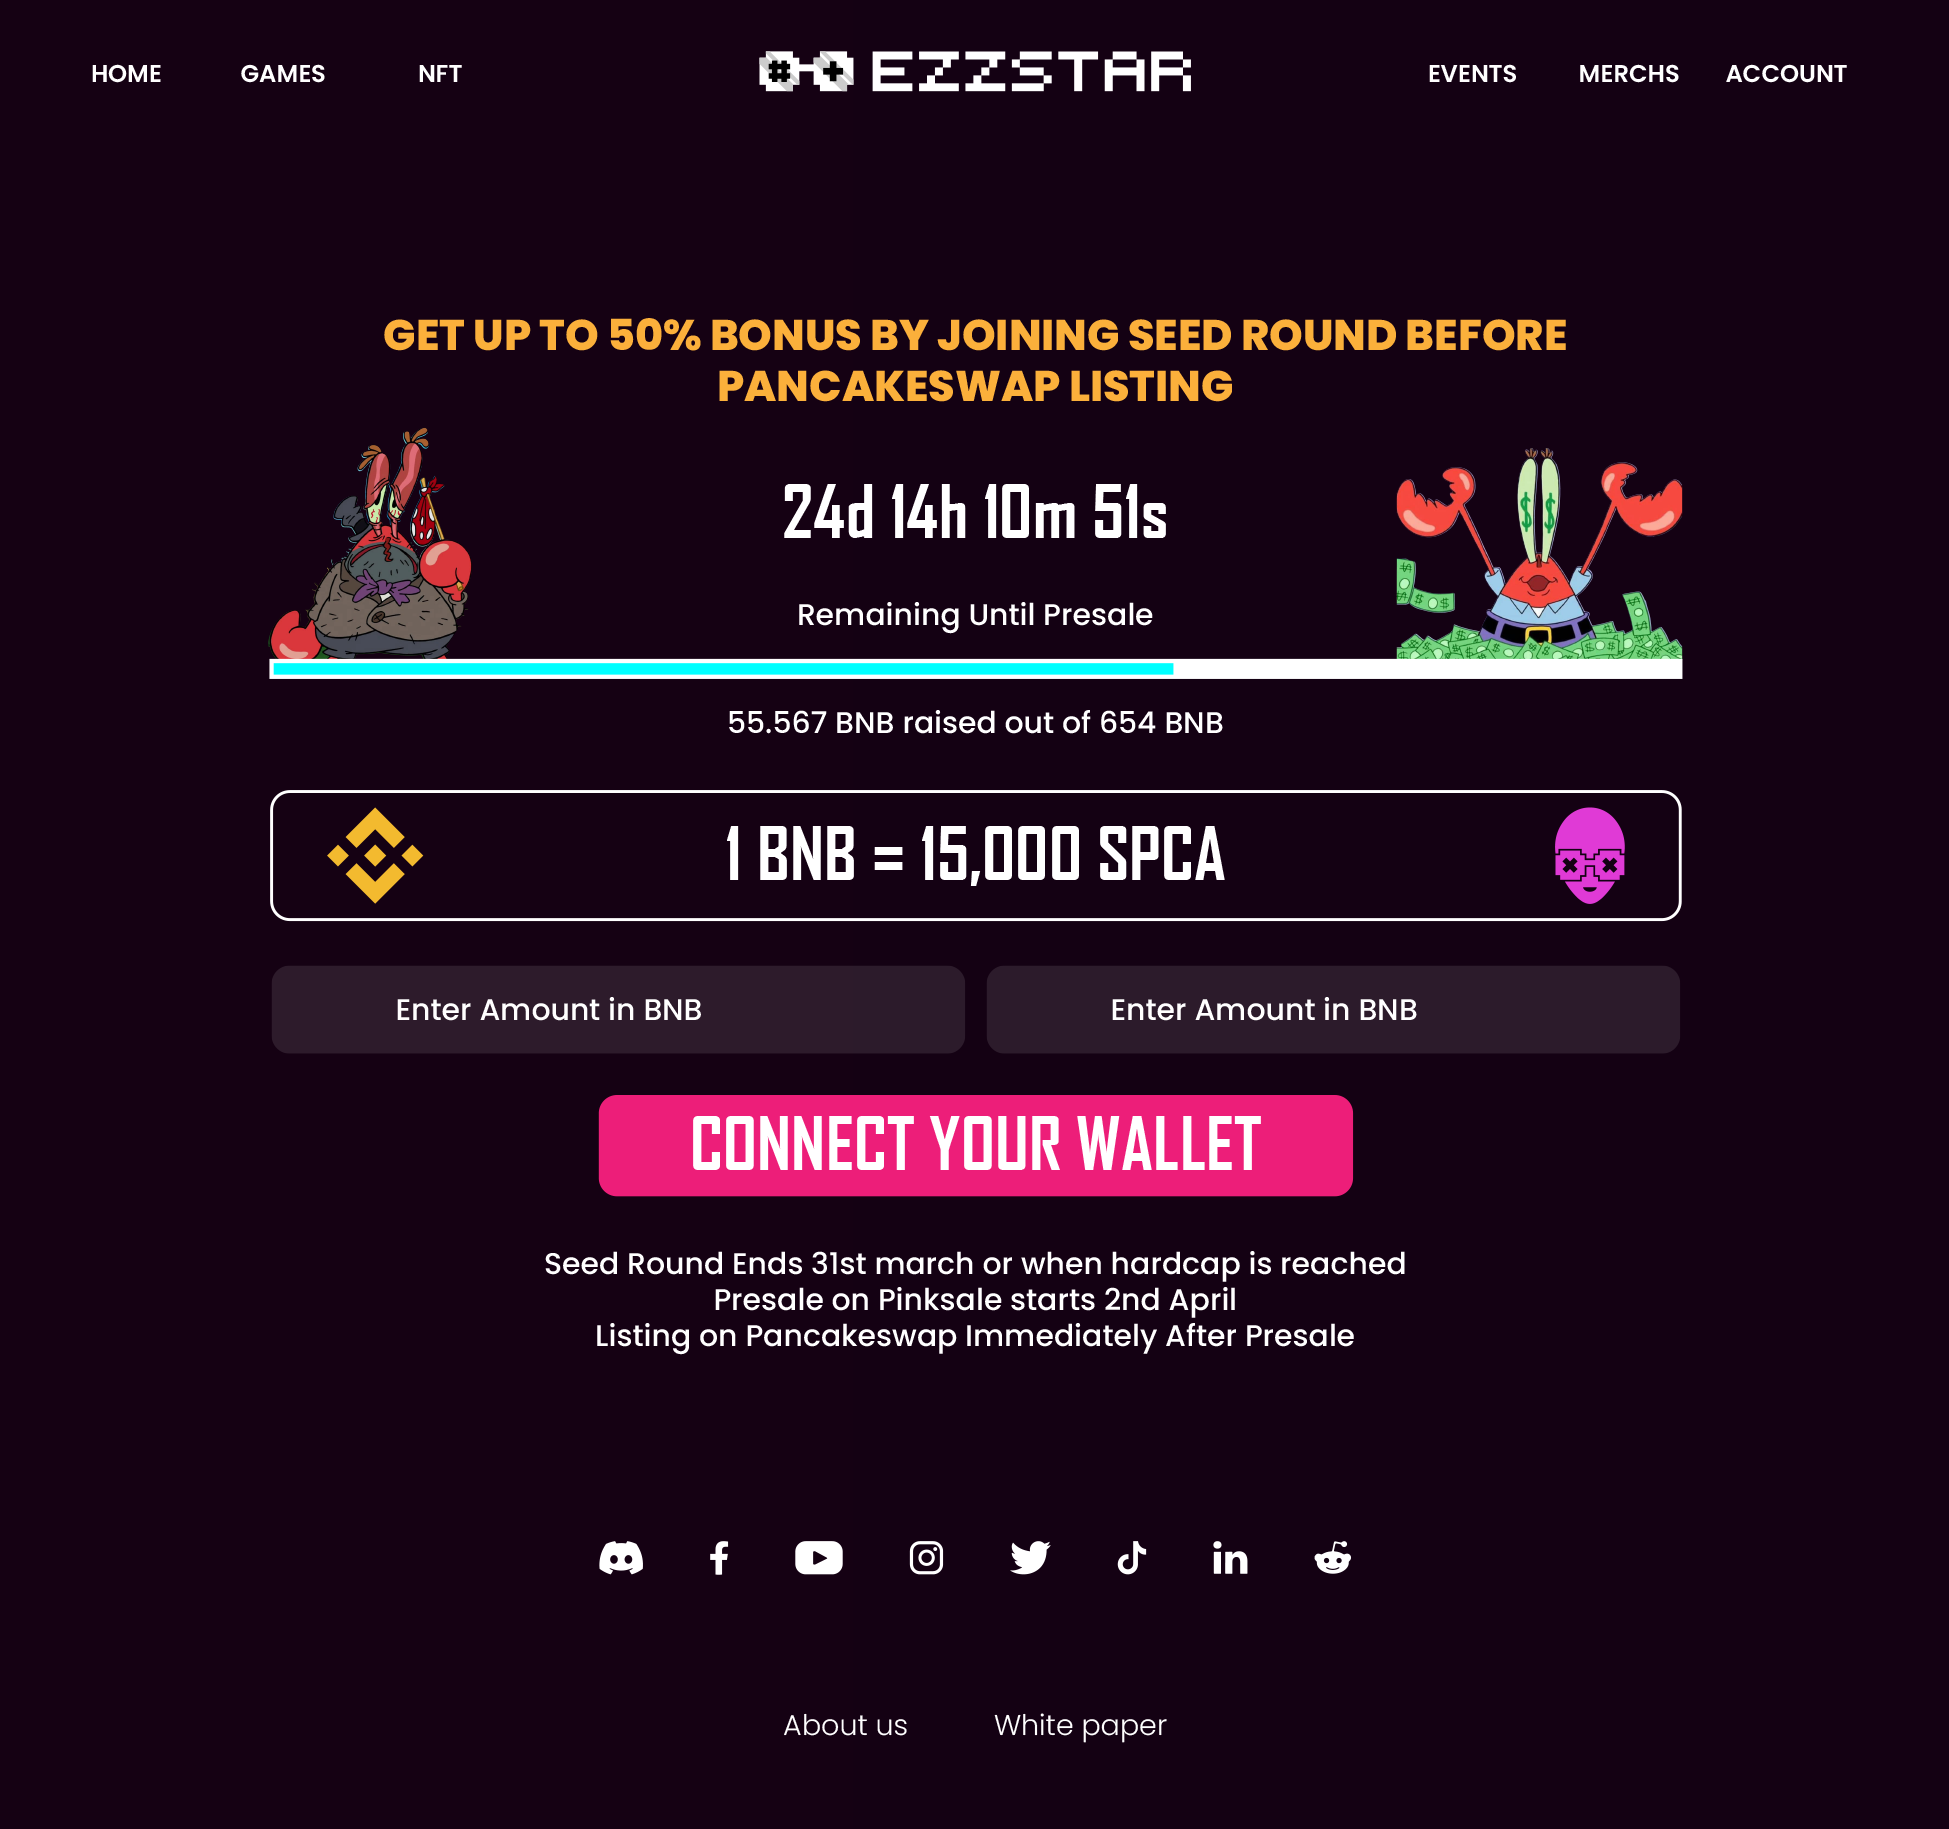 HOME GAMES NFT EZZSTAR EVENTS MERCHS ACCOUNT
GET UP TO 50% BONUS BY JOINING SEED ROUND BEFORE
PANCAKESWAP LISTING
24d 14h 10m 51s
Remaining Until Presale
55.567 BNB raised out of 654 BNB
1 BNB = 15,000 SPCA
Enter Amount in BNB Enter Amount in BNB
CONNECT YOUR WALLET
Seed Round Ends 31st march or when hardcap is reached
Presale on Pinksale starts 2nd April
Listing on Pancakeswap Immediately After Presale
About us White paper